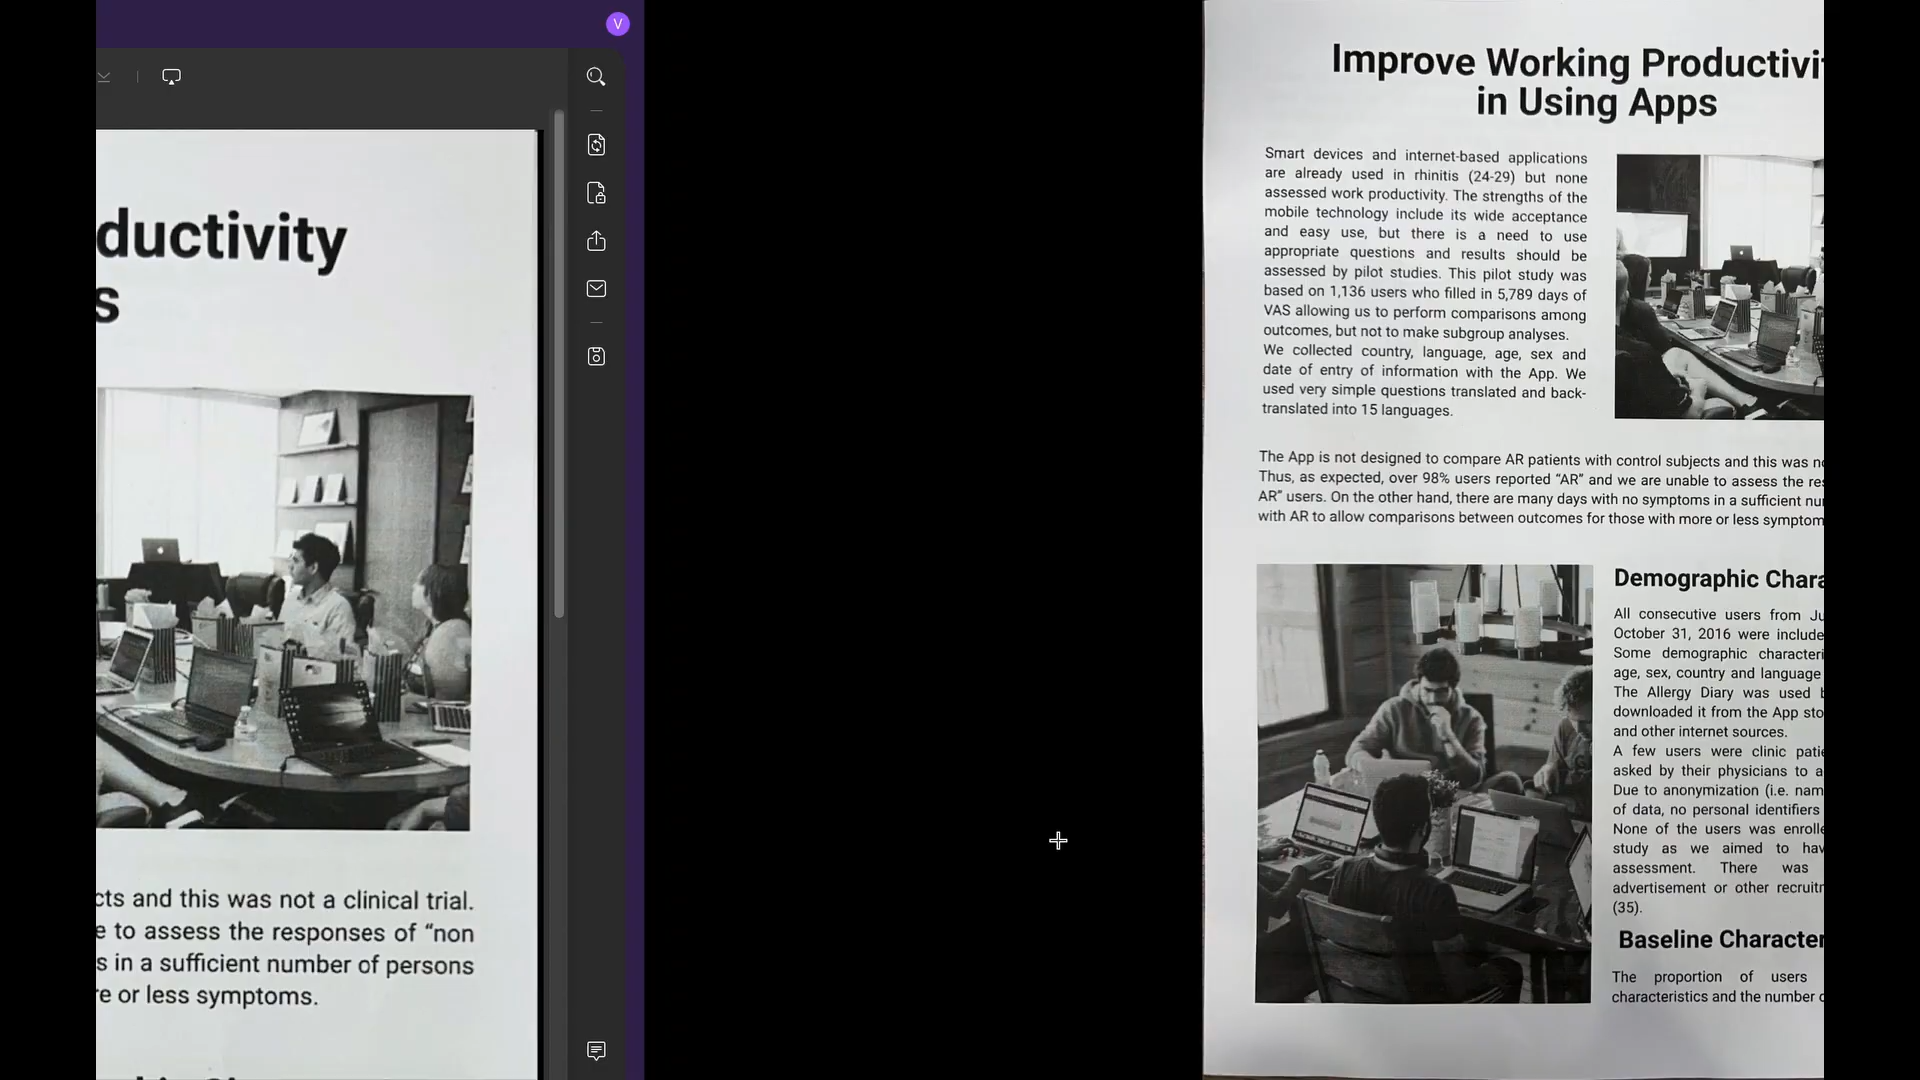 V
ductivity
s
cts and this was not a clinical trial.
e to assess the responses of “non
s in a sufficient number of persons
re or less symptoms.
Improve Working Productivi
in Using Apps
Smart devices and internet-based applications
are already used in rhinitis (24-29) but none
assessed work productivity. The strengths of the
mobile technology include its wide acceptance
and easy use, but there is a need to use
appropriate questions and results should be
assessed by pilot studies. This pilot study was
based on 1,136 users who filled in 5,789 days of
VAS allowing us to perform comparisons among
outcomes, but not to make subgroup analyses.
We collected country, language, age, sex and
date of entry of information with the App. We
used very simple questions translated and back-
translated into 15 languages.
The App is not designed to compare AR patients with control subjects and this was no
Thus, as expected, over 98% users reported “AR” and we are unable to assess the res
AR” users. On the other hand, there are many days with no symptoms in a sufficient nu
with AR to allow comparisons between outcomes for those with more or less symptom
Demographic Chara
All consecutive users from Ju
October 31, 2016 were include
Some demographic characteri
age, sex, country and language
The Allergy Diary was used b
downloaded it from the App sto
and other internet sources.
A few users were clinic patie
asked by their physicians to a
Due to anonymization (i.e. nam
of data, no personal identifiers
None of the users was enrolle
study as we aimed to hav
assessment. There was
advertisement or other recruitm
(35).
Baseline Character
The proportion of users
characteristics and the number o